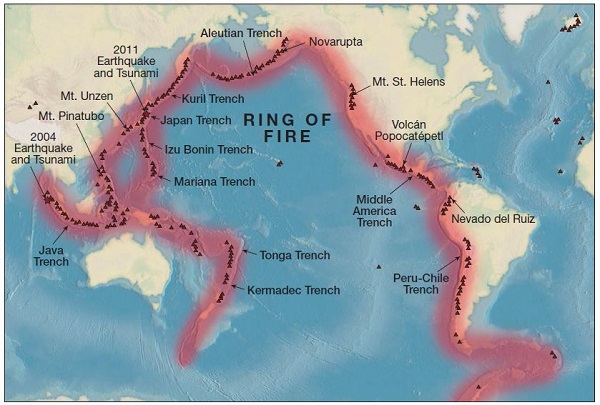 Aleutian Trench
Novarupta
2011
Earthquake
and Tsunami
Mt. St. Helens
Mt. Unzen
Kuril Trench
Mt. Pinatubo
Japan Trench
RING OF
FIRE
Volcán
Popocatépetl
2004
Earthquake
and Tsunami
Izu Bonin Trench
Mariana Trench
Middle
America
Trench
Nevado del Ruiz
Java
Trench
Tonga Trench
Peru-Chile
Trench
Kermadec Trench